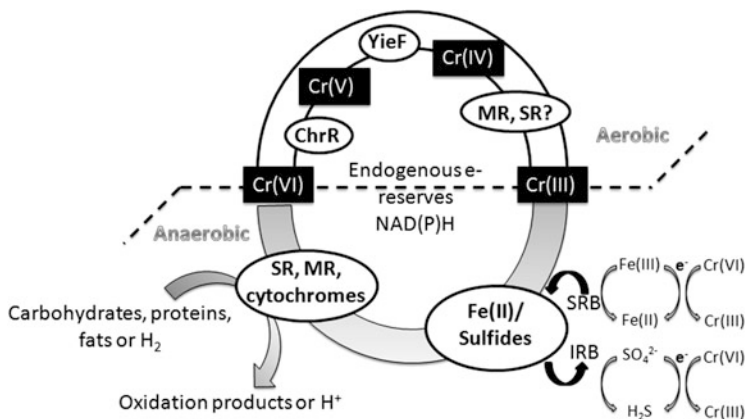 YieF
Cr(IV)
Cr(V)
MR, SR?
ChrR
Aerobic
Endogenous e-
reserves
NAD(P)H
Cr(VI)
Cr(III)
Anaerobic
SR, MR,
cytochromes
Carbohydrates, proteins,
fats or H₂
Oxidation products or H⁺
Fe(II)/
Sulfides
SRB
IRB
Fe(III) e⁻ Cr(VI)
Fe(II) Cr(III)
SO₄²⁻ e⁻ Cr(VI)
H₂S Cr(III)